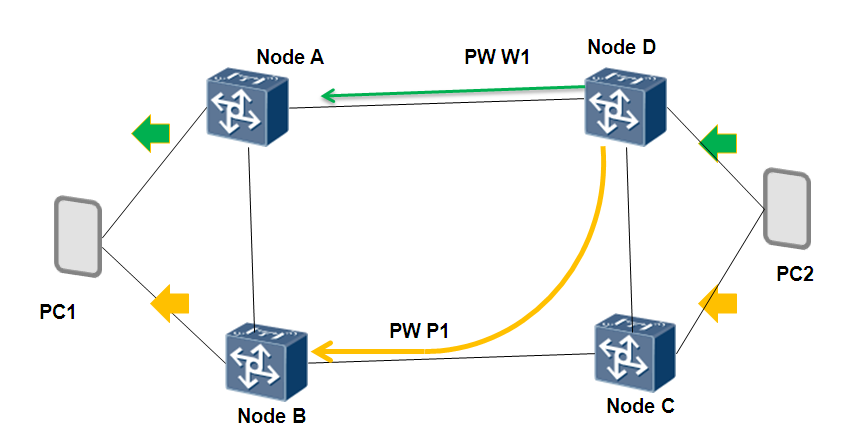 Node A
PW W1
Node D
PC1
PC2
PW P1
Node B
Node C